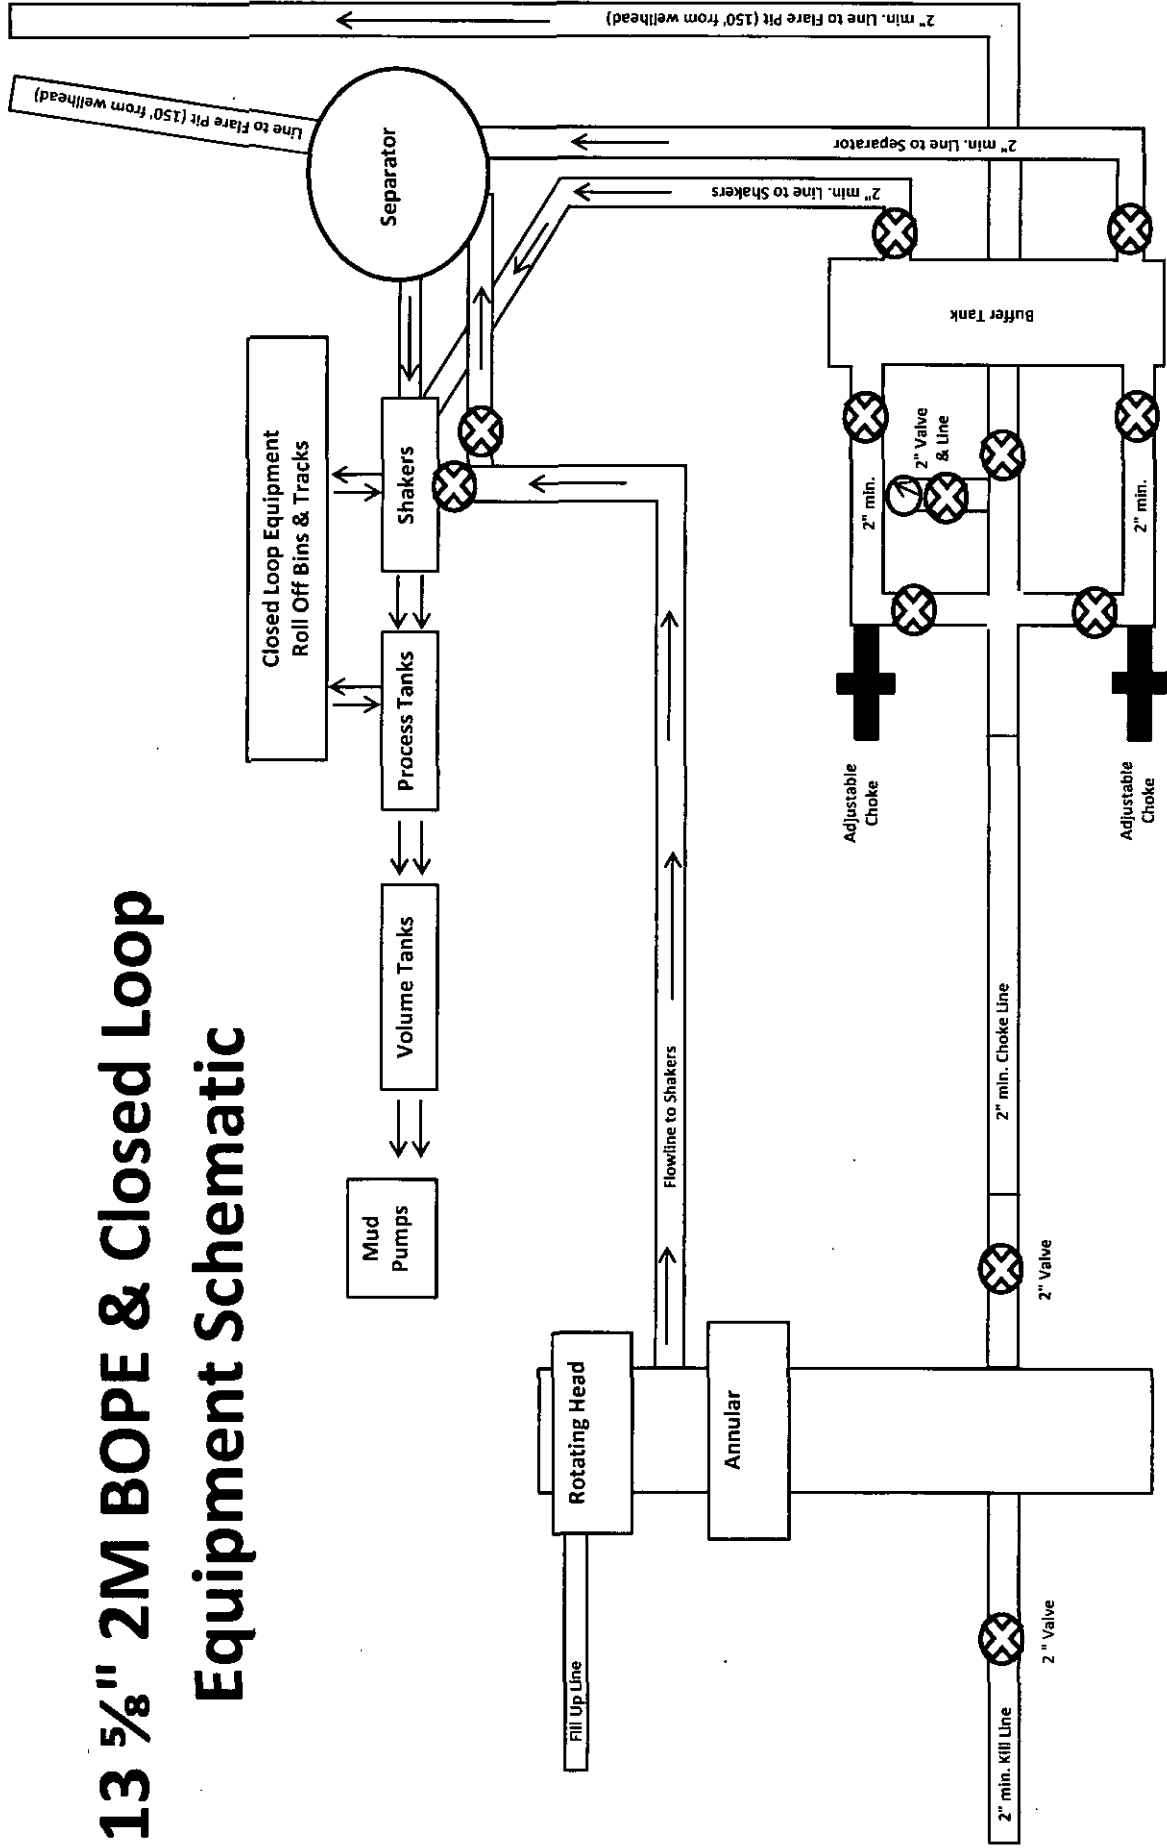 13 ⅝" 2M BOPE & Closed Loop
Equipment Schematic
Closed Loop Equipment
Roll Off Bins & Tracks
Mud
Pumps
Volume Tanks
Process Tanks
Shakers
Separator
Line to Flare Pit (150' from wellhead)
2" min. Line to Flare Pit (150' from wellhead)
Fill Up Line
Rotating Head
Annular
Flowline to Shakers
2" min. Line to Shakers
2" min. Line to Separator
Adjustable
Choke
2" min.
2" Valve
& Line
Buffer Tank
2" min. Kill Line
2" Valve
2" Valve
2" min. Choke Line
Adjustable
Choke
2" min.